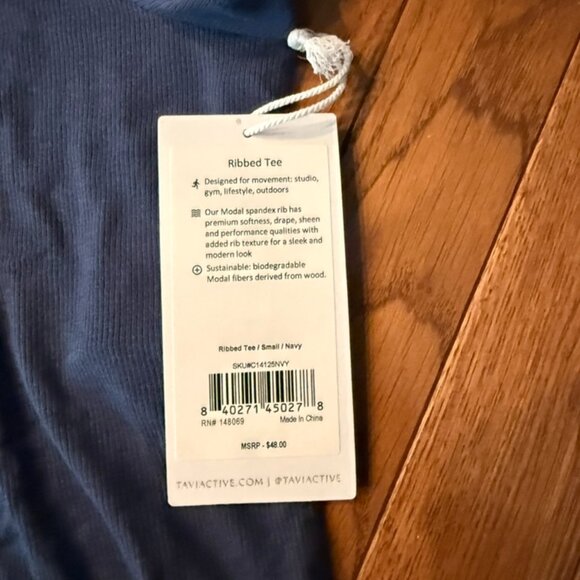 Ribbed Tee
Designed for movement: studio,
gym, lifestyle, outdoors
Our Modal spandex rib has
premium softness, drape, sheen
and performance qualities with
added rib texture for a sleek and
modern look
Sustainable: biodegradable
Modal fibers derived from wood.
Ribbed Tee / Small / Navy
SKU#C14125NVY
8 40271 45027 8
RN# 148069 Made In China
MSRP - $48.00
TAVIACTIVE.COM | @TAVIACTIVE